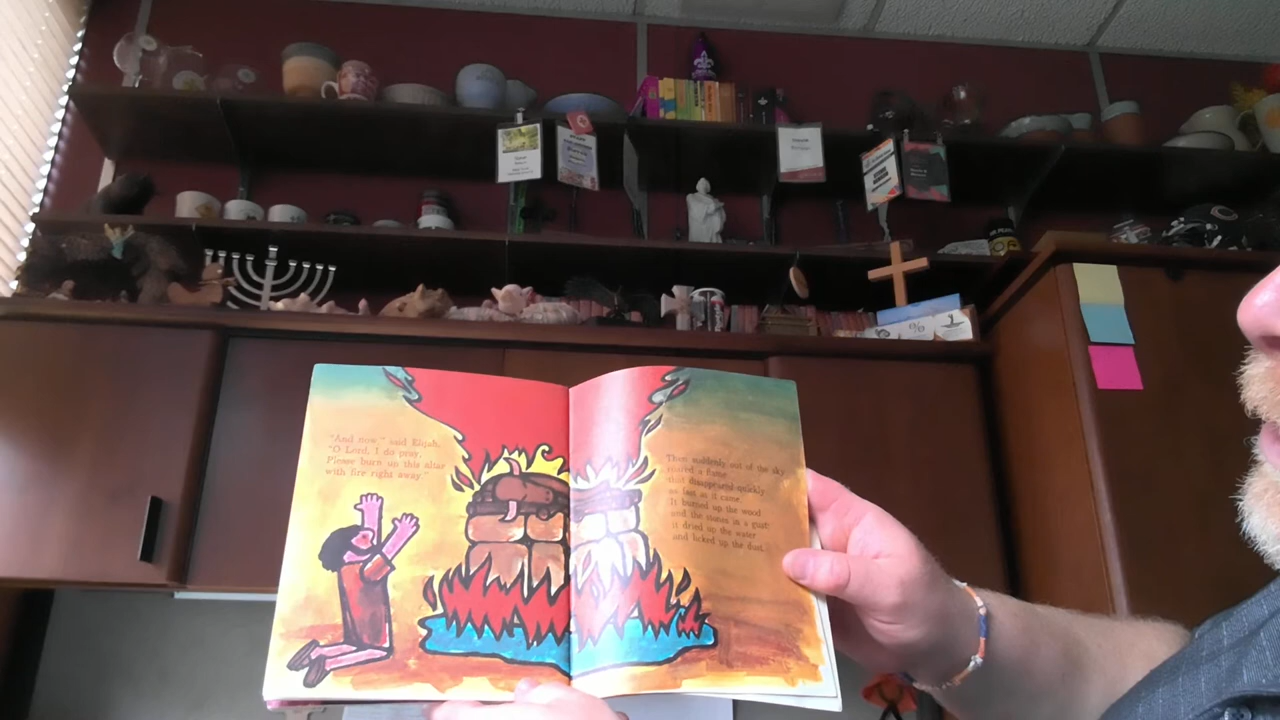 "And now," said Elijah,
"O Lord, I do pray,
Please burn up this altar
with fire right away."
Then suddenly out of the sky
roared a flame
that disappeared quickly
as fast as it came.
It burned up the wood
and the stones in a gust;
it dried up the water
and licked up the dust.